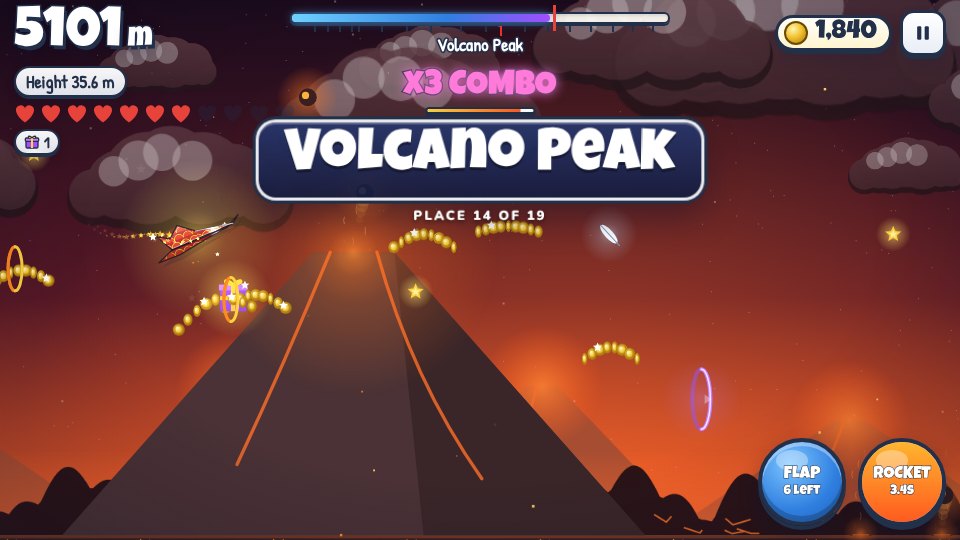 5101 m
Volcano Peak
1,840
Height 35.6 m
X3 COMBO
1
VOLCANO PEAK
PLACE 14 OF 19
FLAP
6 LEFT
ROCKET
3.4S